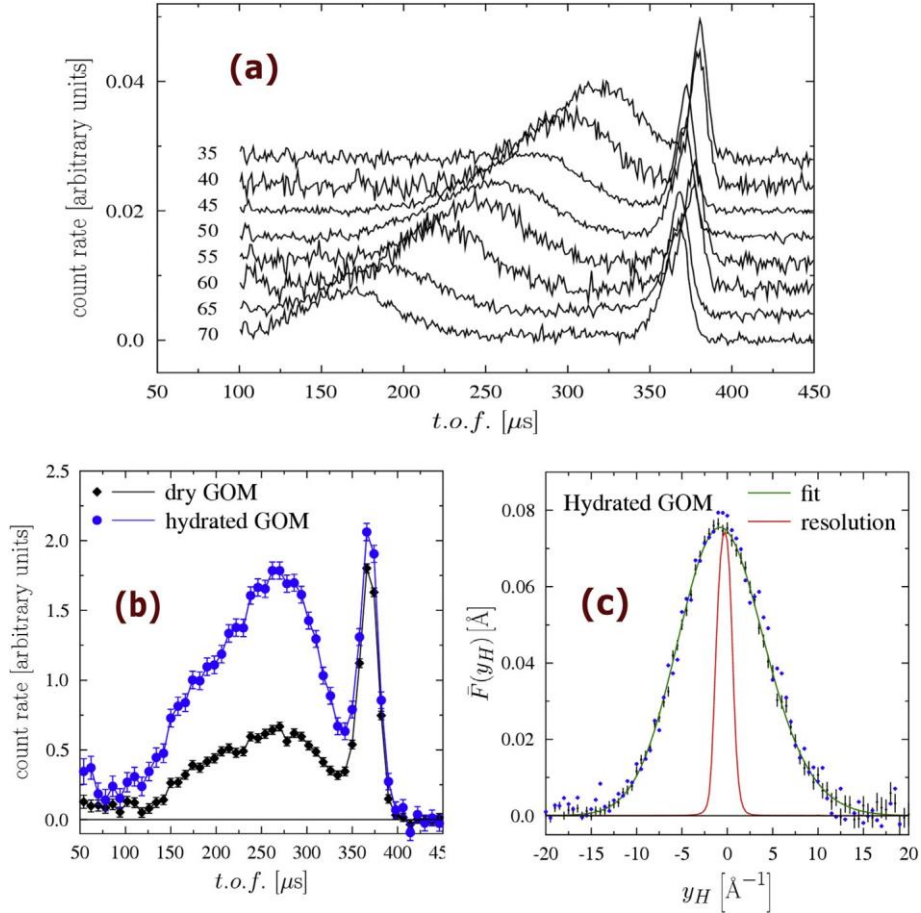 (a)
count rate [arbitrary units]
0.04
0.02
0.0
35
40
45
50
55
60
65
70
50 100 150 200 250 300 350 400 450
t.o.f. [μs]
(b)
count rate [arbitrary units]
2.5
2.0
1.5
1.0
0.5
0.0
dry GOM
hydrated GOM
50 100 150 200 250 300 350 400 45
t.o.f. [μs]
(c)
Hydrated GOM
fit
resolution
F̄(y_H) [Å]
0.08
0.06
0.04
0.02
0.0
-20 -15 -10 -5 0 5 10 15 20
y_H [Å⁻¹]